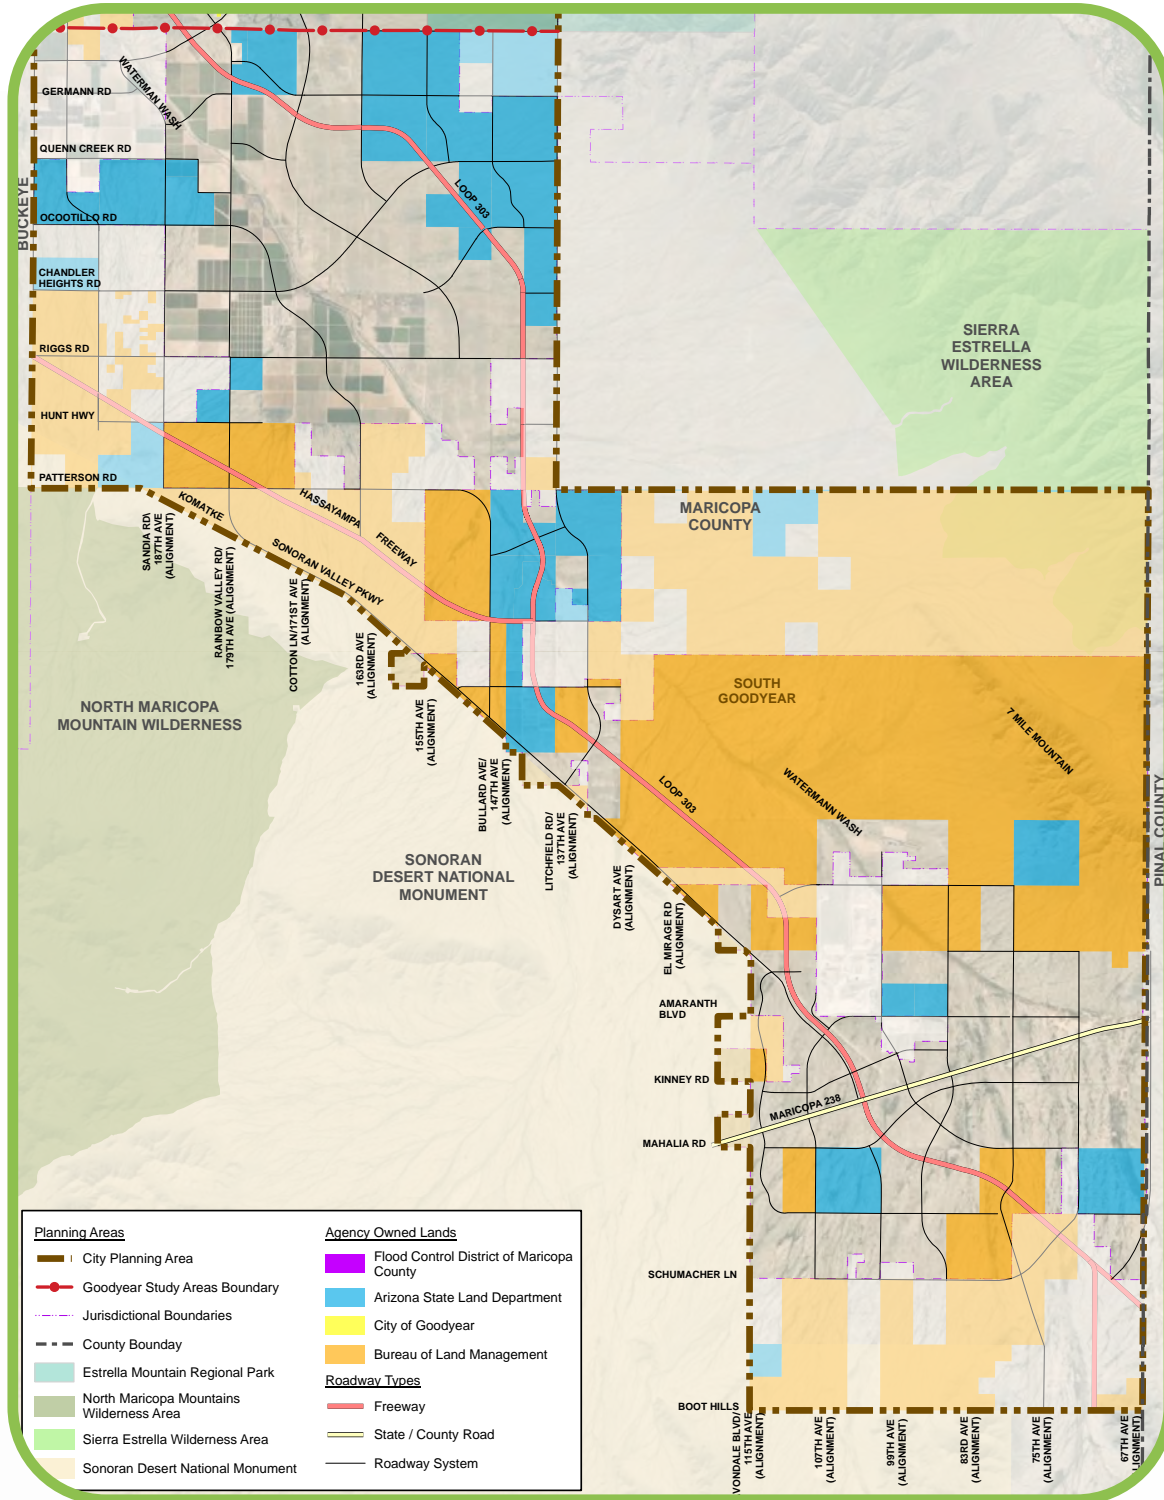 GERMANN RD
WATERMAN WASH
QUENN CREEK RD
BUCKEYE
OCOOTILLO RD
LOOP 303
CHANDLER
HEIGHTS RD
RIGGS RD
SIERRA
ESTRELLA
WILDERNESS
AREA
HUNT HWY
PATTERSON RD
KOMATKE
HASSAYAMPA
FREEWAY
SONORAN VALLEY PKWY
MARICOPA
COUNTY
SANDIA RD\
187TH AVE
(ALIGNMENT)
RAINBOW VALLEY RD/
179TH AVE (ALIGNMENT)
COTTON LN/171ST AVE
(ALIGNMENT)
163RD AVE
(ALIGNMENT)
155TH AVE
(ALIGNMENT)
NORTH MARICOPA
MOUNTAIN WILDERNESS
SOUTH
GOODYEAR
7 MILE MOUNTAIN
BULLARD AVE/
147TH AVE
(ALIGNMENT)
LOOP 303
WATERMANN WASH
PINAL COUNTY
LITCHFIELD RD/
137TH AVE
(ALIGNMENT)
SONORAN
DESERT NATIONAL
MONUMENT
DYSART AVE
(ALIGNMENT)
EL MIRAGE RD
(ALIGNMENT)
AMARANTH
BLVD
KINNEY RD
MARICOPA 238
MAHALIA RD
SCHUMACHER LN
BOOT HILLS
VONDALE BLVD/
115TH AVE
(ALIGNMENT)
107TH AVE
(ALIGNMENT)
99TH AVE
(ALIGNMENT)
83RD AVE
(ALIGNMENT)
75TH AVE
(ALIGNMENT)
67TH AVE
LIGNMENT)
Planning Areas
City Planning Area
Goodyear Study Areas Boundary
Jurisdictional Boundaries
County Bounday
Estrella Mountain Regional Park
North Maricopa Mountains
Wilderness Area
Sierra Estrella Wilderness Area
Sonoran Desert National Monument
Agency Owned Lands
Flood Control District of Maricopa
County
Arizona State Land Department
City of Goodyear
Bureau of Land Management
Roadway Types
Freeway
State / County Road
Roadway System